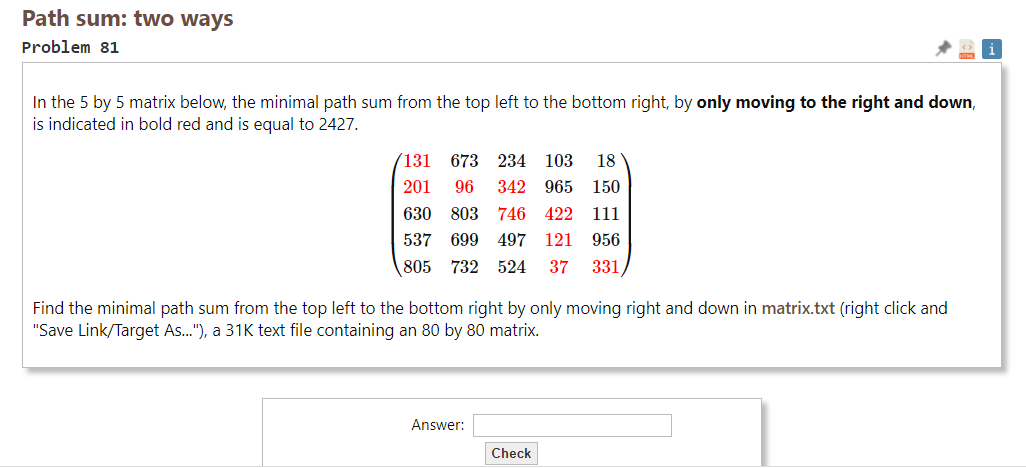 Path sum: two ways
Problem 81
HTML
i
In the 5 by 5 matrix below, the minimal path sum from the top left to the bottom right, by only moving to the right and down,
is indicated in bold red and is equal to 2427.
131 673 234 103 18
201 96 342 965 150
630 803 746 422 111
537 699 497 121 956
805 732 524 37 331
Find the minimal path sum from the top left to the bottom right by only moving right and down in matrix.txt (right click and
"Save Link/Target As..."), a 31K text file containing an 80 by 80 matrix.
Answer:
Check